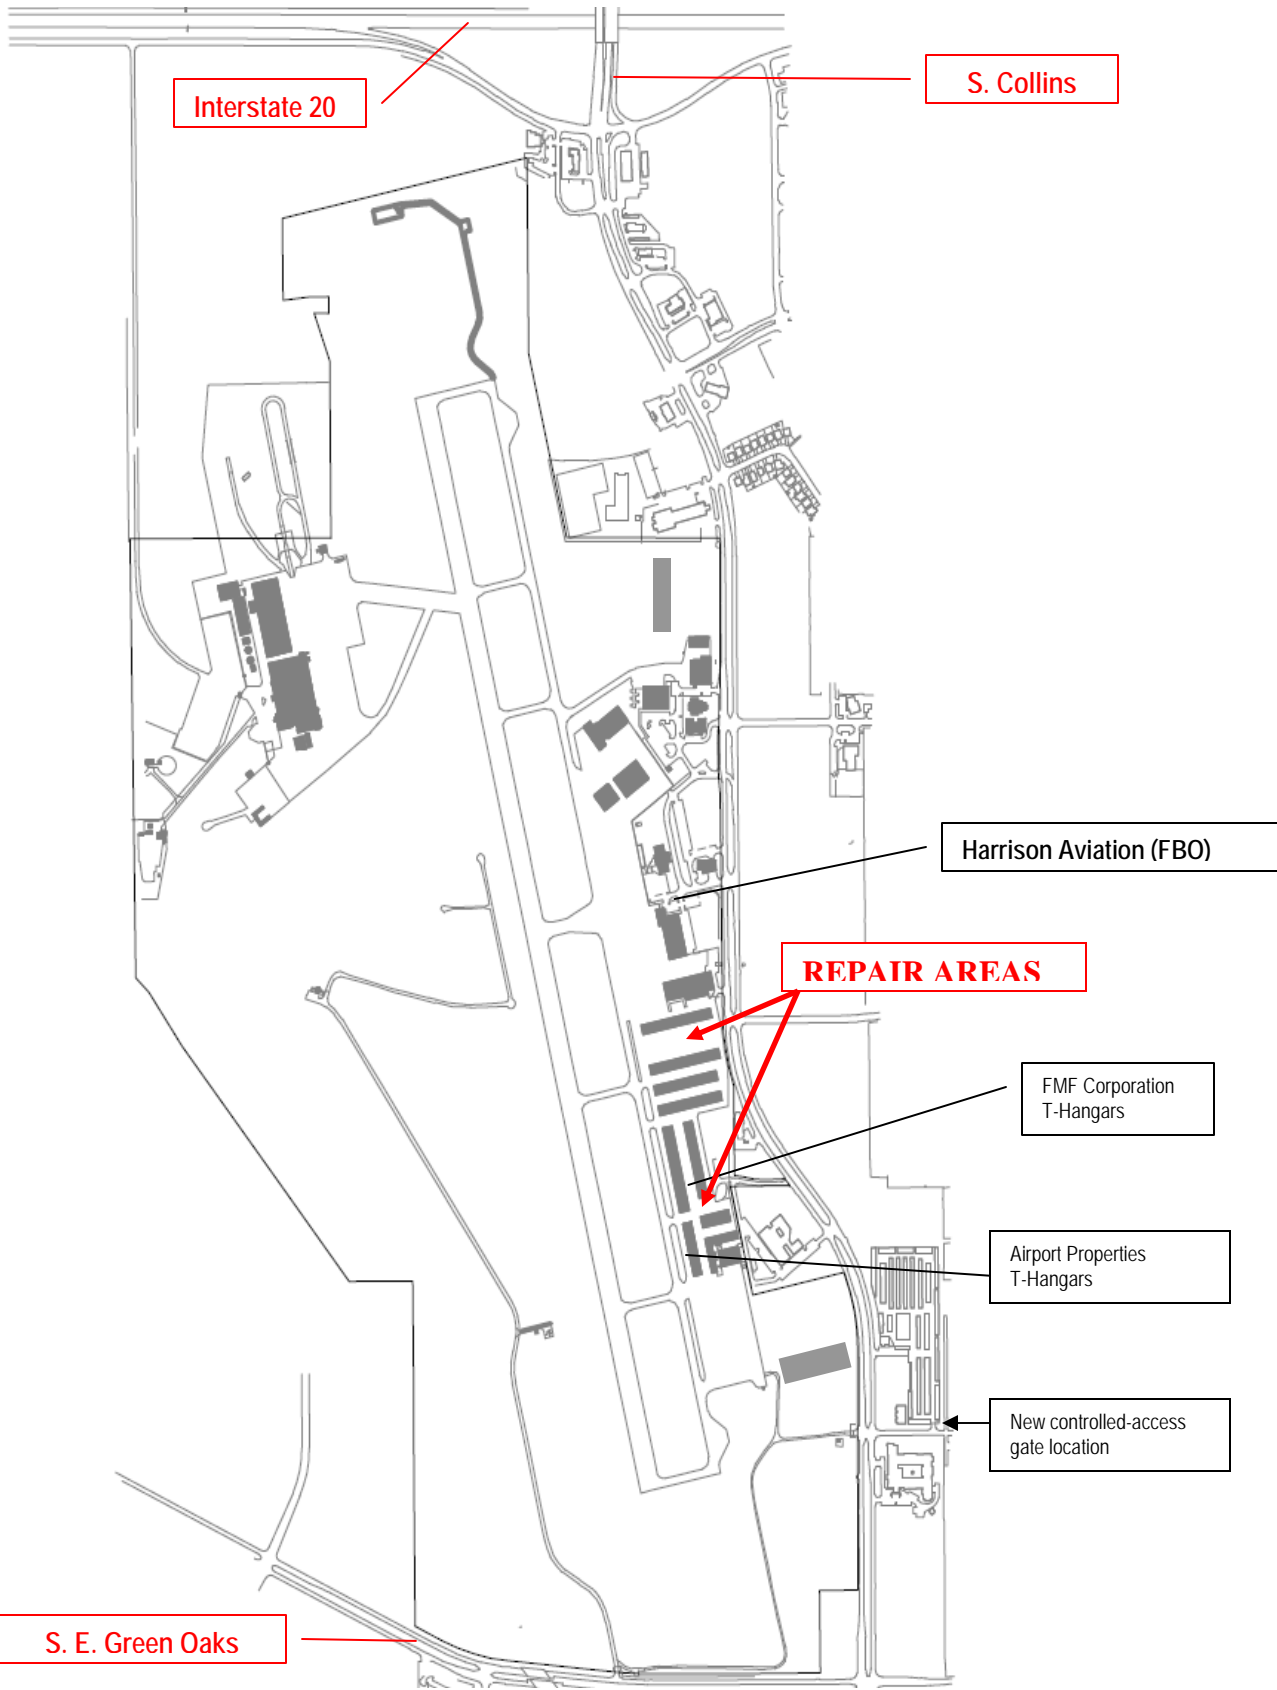 S. Collins
Interstate 20
Harrison Aviation (FBO)
REPAIR AREAS
FMF Corporation
T-Hangars
Airport Properties
T-Hangars
New controlled-access
gate location
S. E. Green Oaks